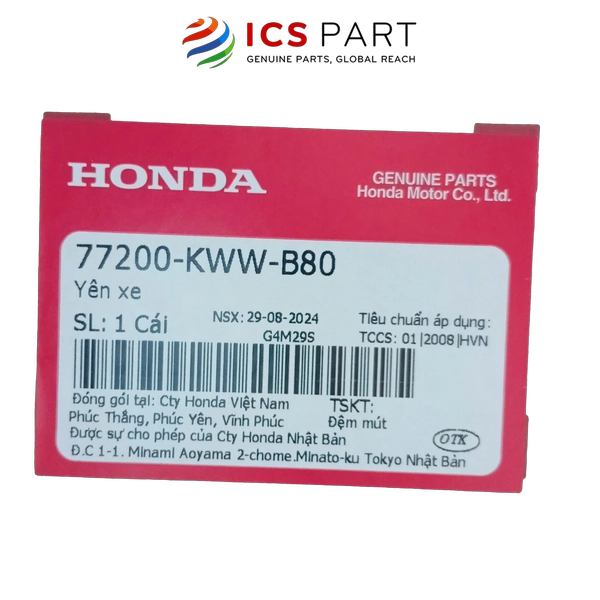 ICS PART
GENUINE PARTS, GLOBAL REACH
HONDA
GENUINE PARTS
Honda Motor Co., Ltd.
77200-KWW-B80
Yên xe
SL: 1 Cái
NSX: 29-08-2024
G4M29S
Tiêu chuẩn áp dụng:
TCCS: 01|2008|HVN
Đóng gói tại: Cty Honda Việt Nam
Phúc Thắng, Phúc Yên, Vĩnh Phúc
TSKT:
Đệm mút
Được sự cho phép của Cty Honda Nhật Bản
Đ.C 1-1. Minami Aoyama 2-chome.Minato-ku Tokyo Nhật Bản
OTK